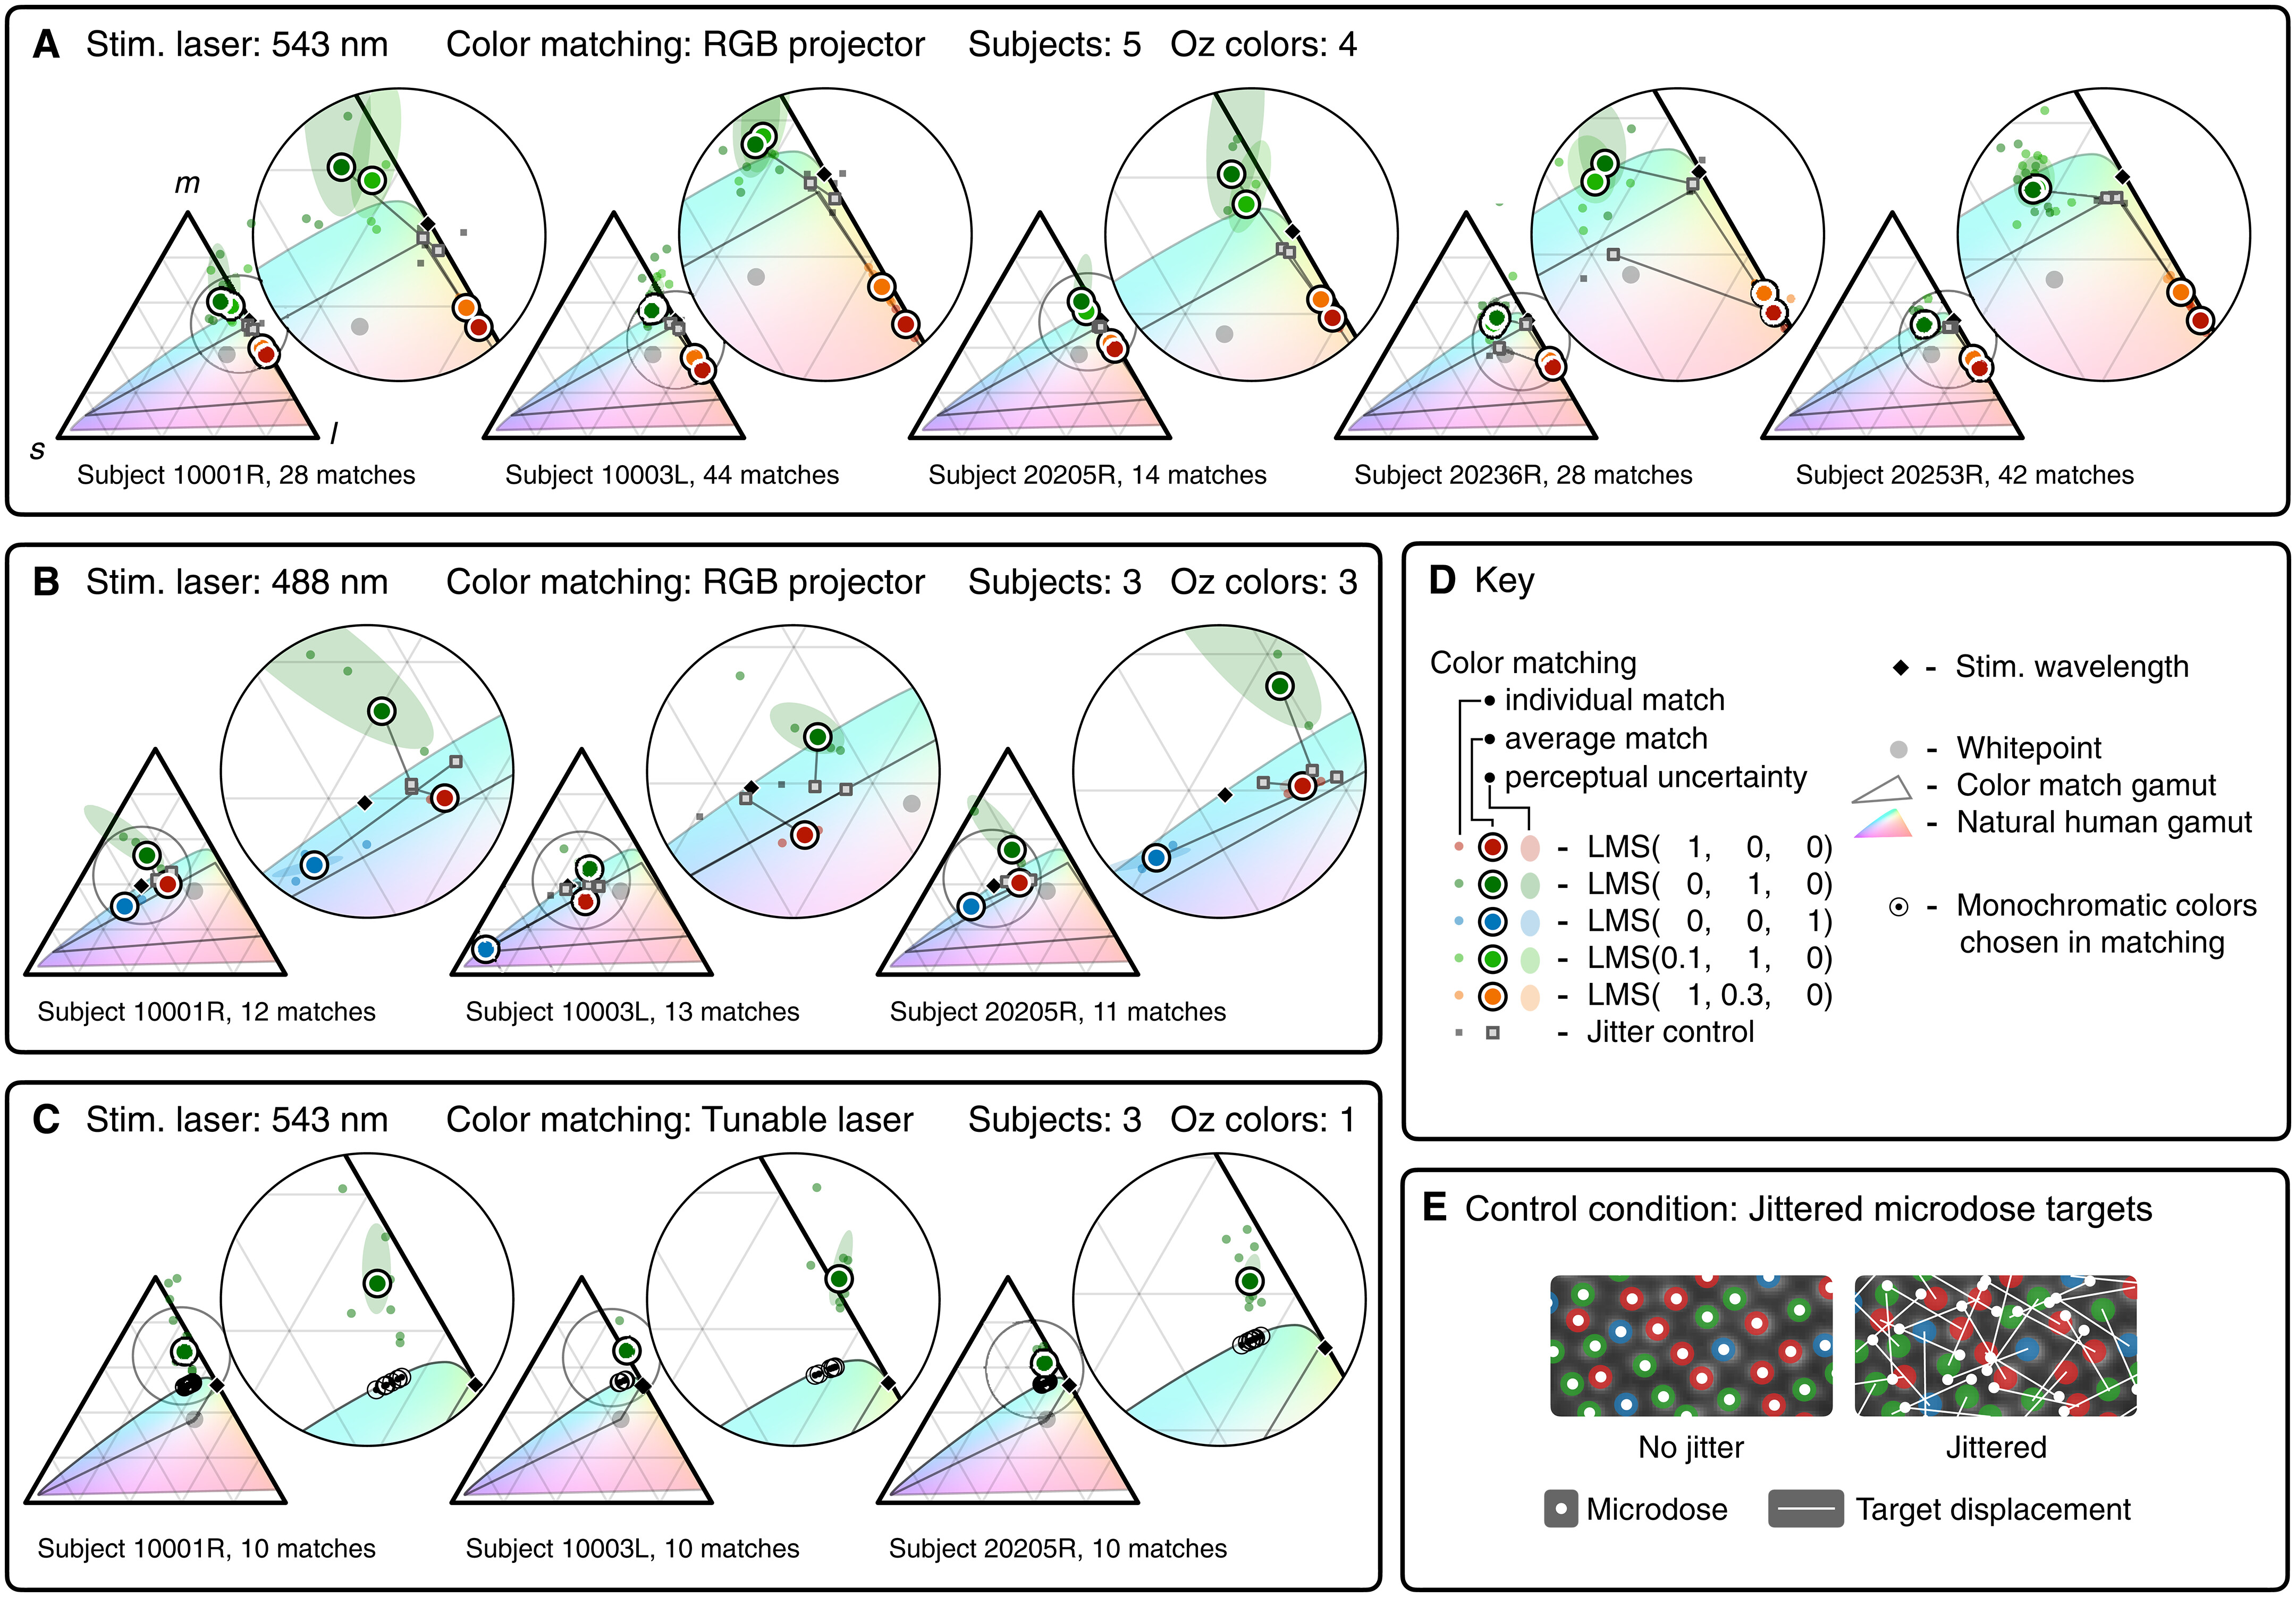 A Stim. laser: 543 nm Color matching: RGB projector Subjects: 5 Oz colors: 4
m
s
l
Subject 10001R, 28 matches
Subject 10003L, 44 matches
Subject 20205R, 14 matches
Subject 20236R, 28 matches
Subject 20253R, 42 matches
B Stim. laser: 488 nm Color matching: RGB projector Subjects: 3 Oz colors: 3
Subject 10001R, 12 matches
Subject 10003L, 13 matches
Subject 20205R, 11 matches
C Stim. laser: 543 nm Color matching: Tunable laser Subjects: 3 Oz colors: 1
Subject 10001R, 10 matches
Subject 10003L, 10 matches
Subject 20205R, 10 matches
D Key
Color matching
individual match
average match
perceptual uncertainty
- LMS( 1, 0, 0)
- LMS( 0, 1, 0)
- LMS( 0, 0, 1)
- LMS(0.1, 1, 0)
- LMS( 1, 0.3, 0)
- Jitter control
- Stim. wavelength
- Whitepoint
- Color match gamut
- Natural human gamut
- Monochromatic colors
chosen in matching
E Control condition: Jittered microdose targets
No jitter
Jittered
Microdose
Target displacement